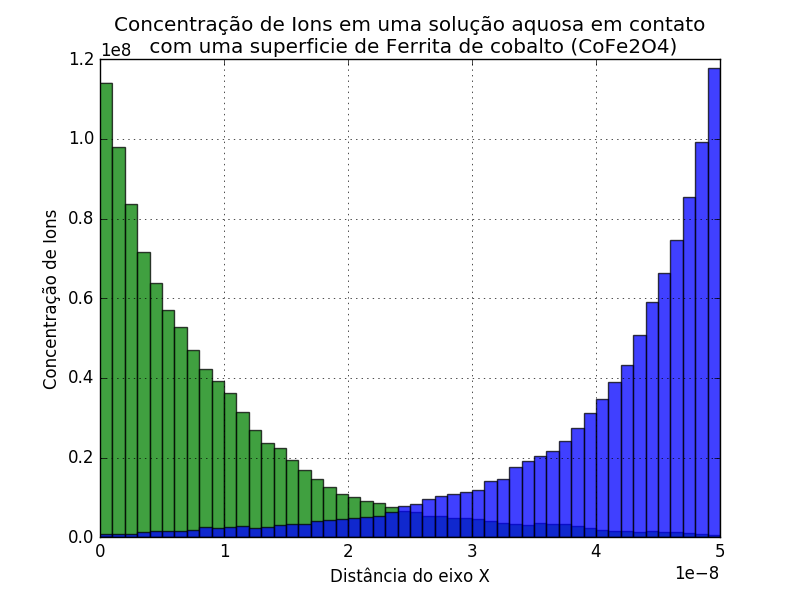 Concentração de Ions em uma solução aquosa em contato
com uma superficie de Ferrita de cobalto (CoFe2O4)
1e8
1.2
1.0
0.8
0.6
0.4
0.2
0.0
Concentração de Ions
0 1 2 3 4 5
1e−8
Distância do eixo X